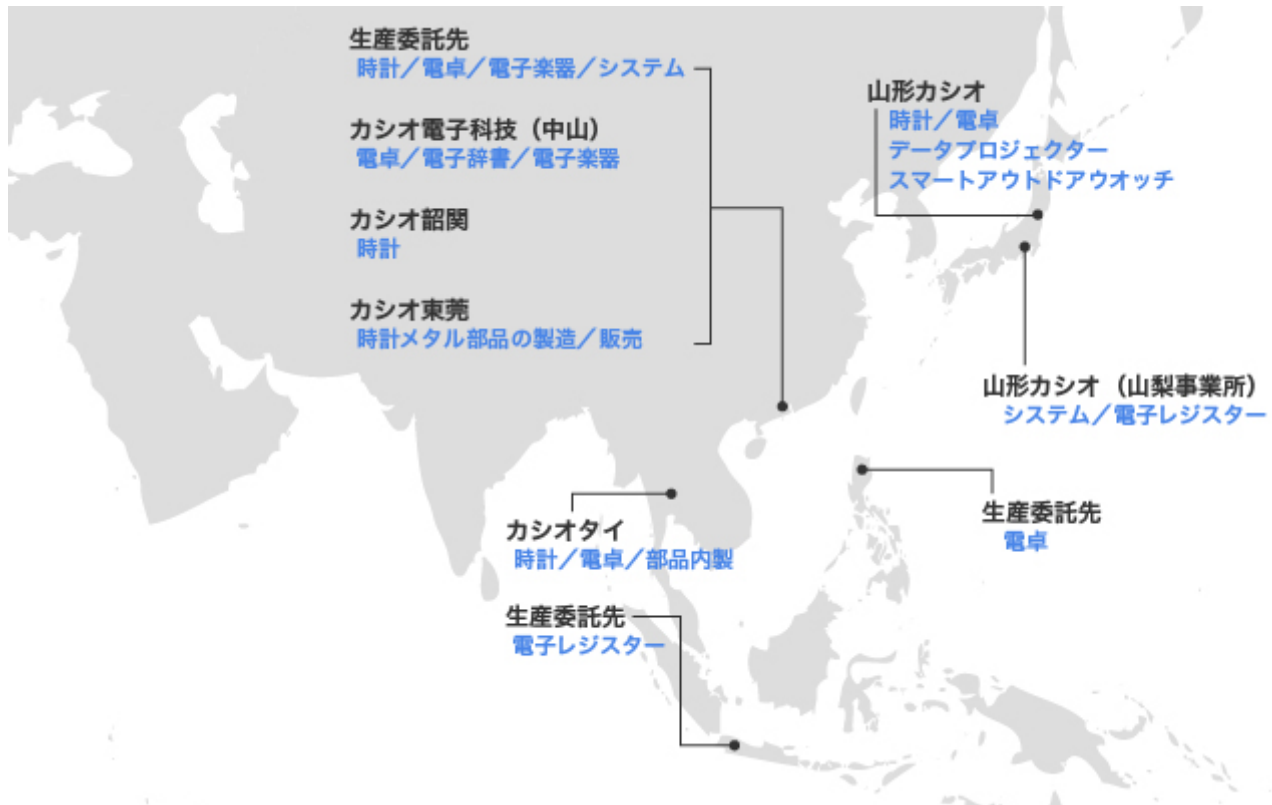 生産委託先
時計／電卓／電子楽器／システム
カシオ電子科技（中山）
電卓／電子辞書／電子楽器
カシオ韶関
時計
カシオ東莞
時計メタル部品の製造／販売
山形カシオ
時計／電卓
データプロジェクター
スマートアウトドアウオッチ
山形カシオ（山梨事業所）
システム／電子レジスター
生産委託先
電卓
カシオタイ
時計／電卓／部品内製
生産委託先
電子レジスター